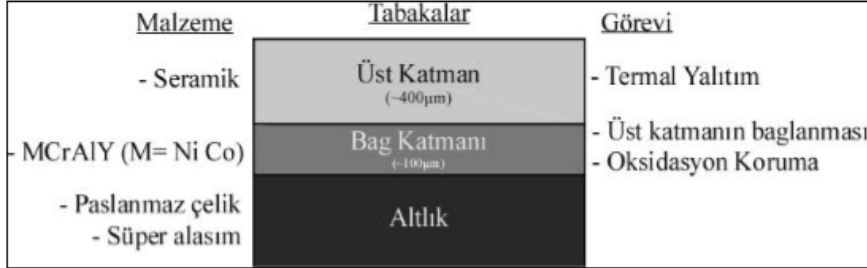 Malzeme Tabakalar Görevi
- Seramik Üst Katman - Termal Yalıtım
(~400μm)
- Üst katmanın baglanması
- MCrAlY (M= Ni Co) Bag Katmanı - Oksidasyon Koruma
(~100μm)
- Paslanmaz çelik
- Süper alasım Altlık